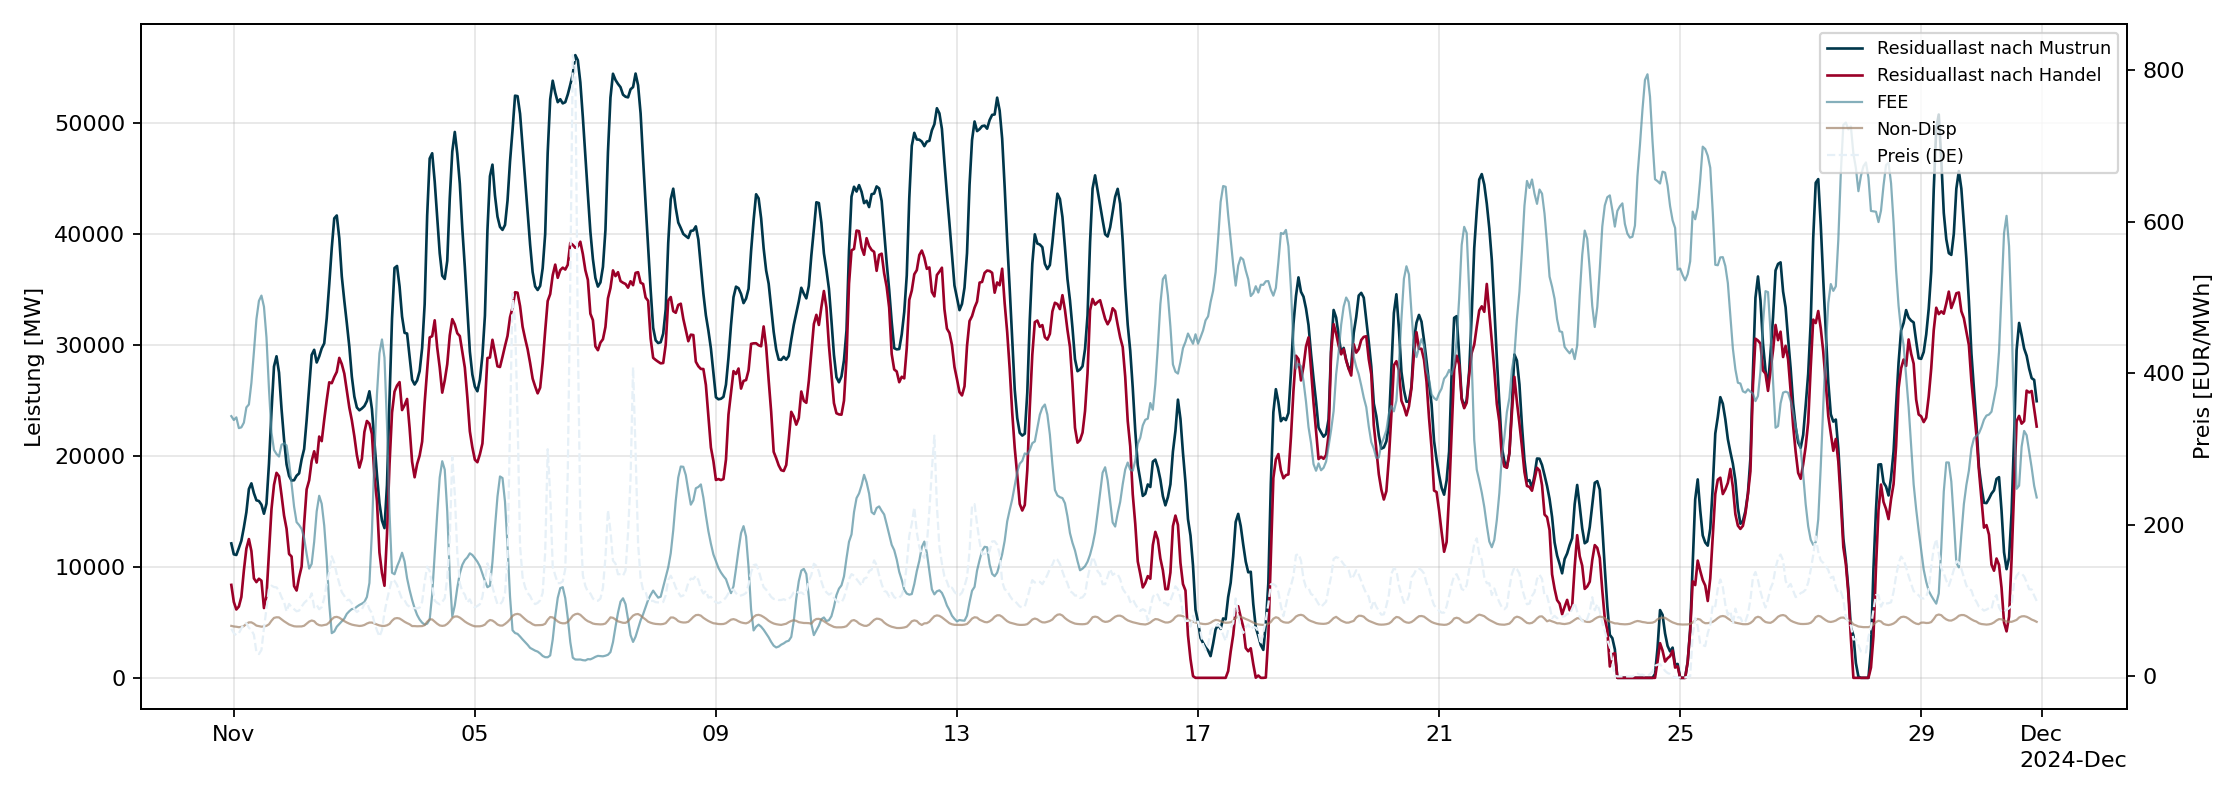 Residuallast nach Mustrun
Residuallast nach Handel
FEE
Non-Disp
Preis (DE)
Leistung [MW]
50000
40000
30000
20000
10000
0
Preis [EUR/MWh]
800
600
400
200
0
Nov
05
09
13
17
21
25
29
Dec
2024-Dec